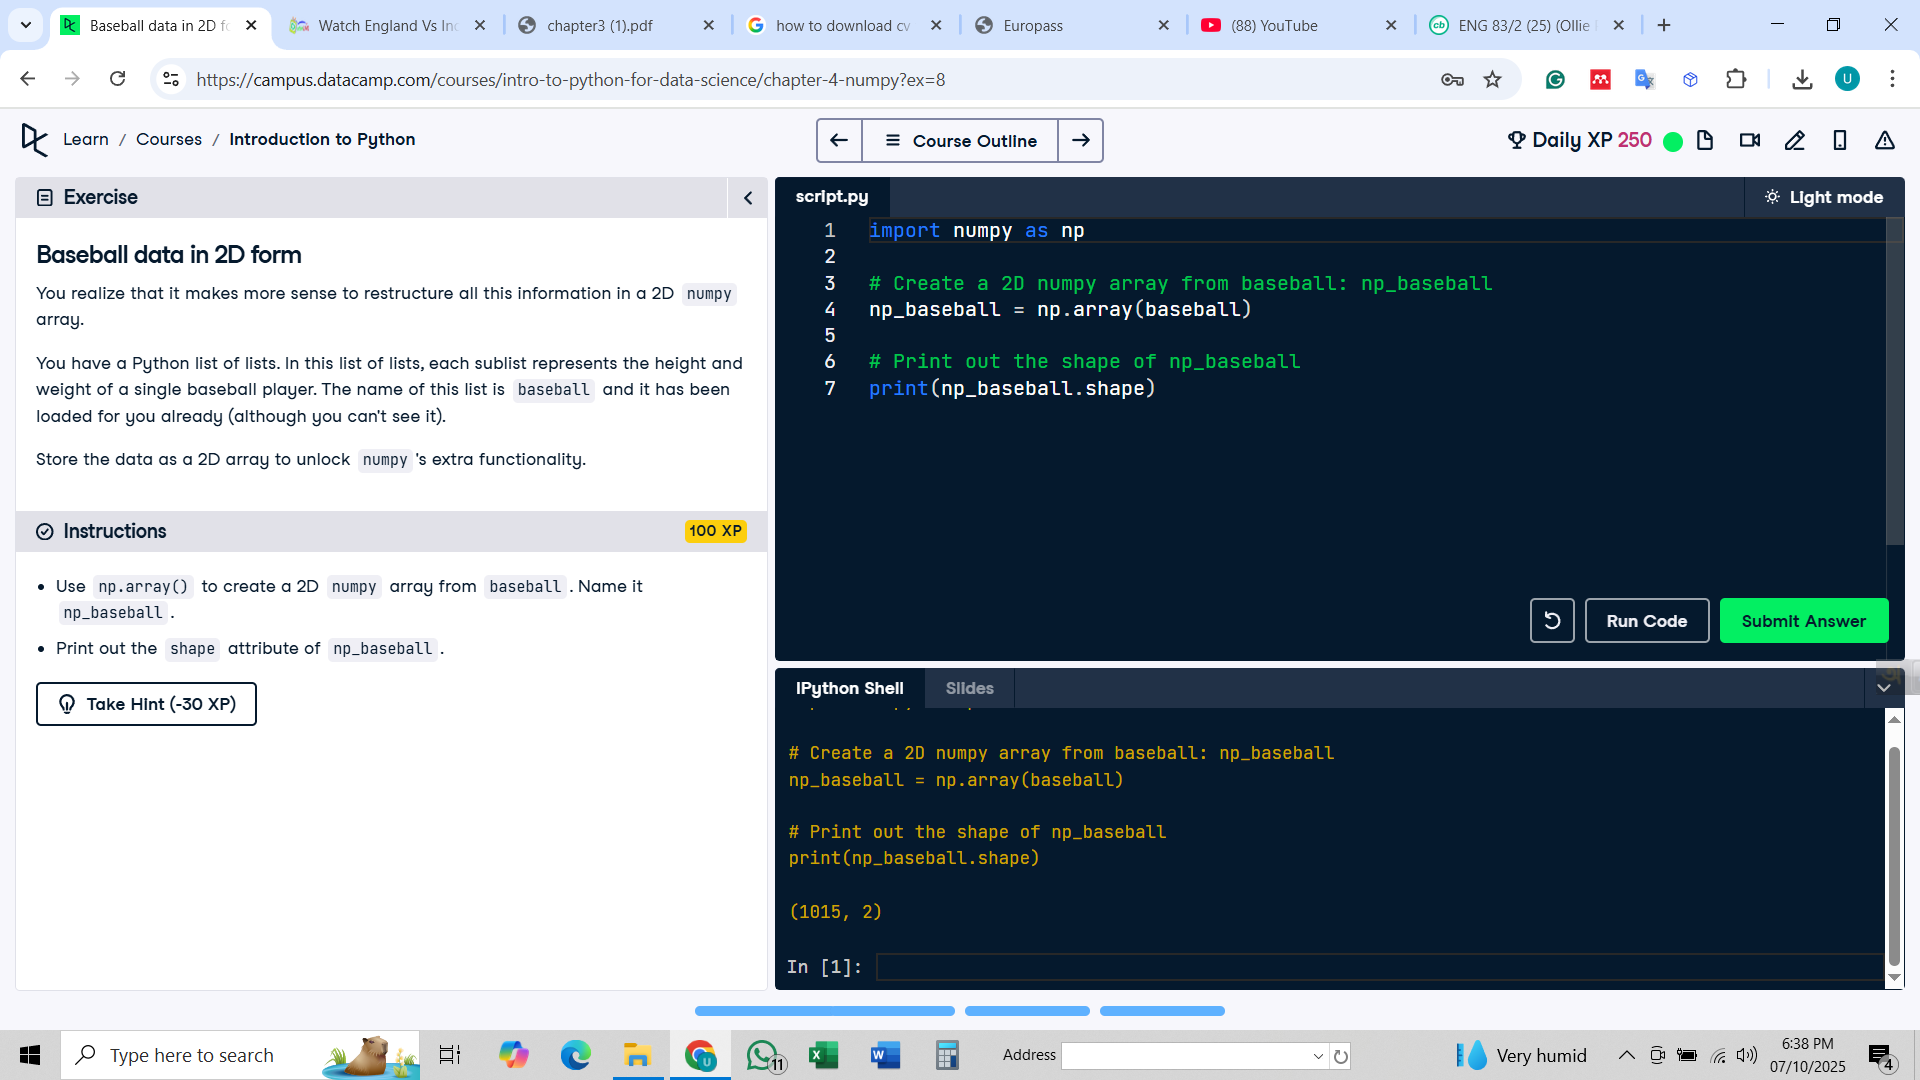 Baseball data in 2D fo
Watch England Vs Inc
chapter3 (1).pdf
how to download cv
Europass
(88) YouTube
cb
ENG 83/2 (25) (Ollie
https://campus.datacamp.com/courses/intro-to-python-for-data-science/chapter-4-numpy?ex=8
U
Learn / Courses / Introduction to Python
Course Outline
Daily XP 250
Exercise
Baseball data in 2D form
You realize that it makes more sense to restructure all this information in a 2D numpy
array.
You have a Python list of lists. In this list of lists, each sublist represents the height and
weight of a single baseball player. The name of this list is baseball and it has been
loaded for you already (although you can't see it).
Store the data as a 2D array to unlock numpy 's extra functionality.
Instructions
100 XP
• Use np.array() to create a 2D numpy array from baseball . Name it
np_baseball .
• Print out the shape attribute of np_baseball .
Take Hint (-30 XP)
script.py
Light mode
1 import numpy as np
2
3 # Create a 2D numpy array from baseball: np_baseball
4 np_baseball = np.array(baseball)
5
6 # Print out the shape of np_baseball
7 print(np_baseball.shape)
Run Code
Submit Answer
IPython Shell
Slides
# Create a 2D numpy array from baseball: np_baseball
np_baseball = np.array(baseball)
# Print out the shape of np_baseball
print(np_baseball.shape)
(1015, 2)
In [1]:
Type here to search
11
Address
Very humid
6:38 PM
07/10/2025
4